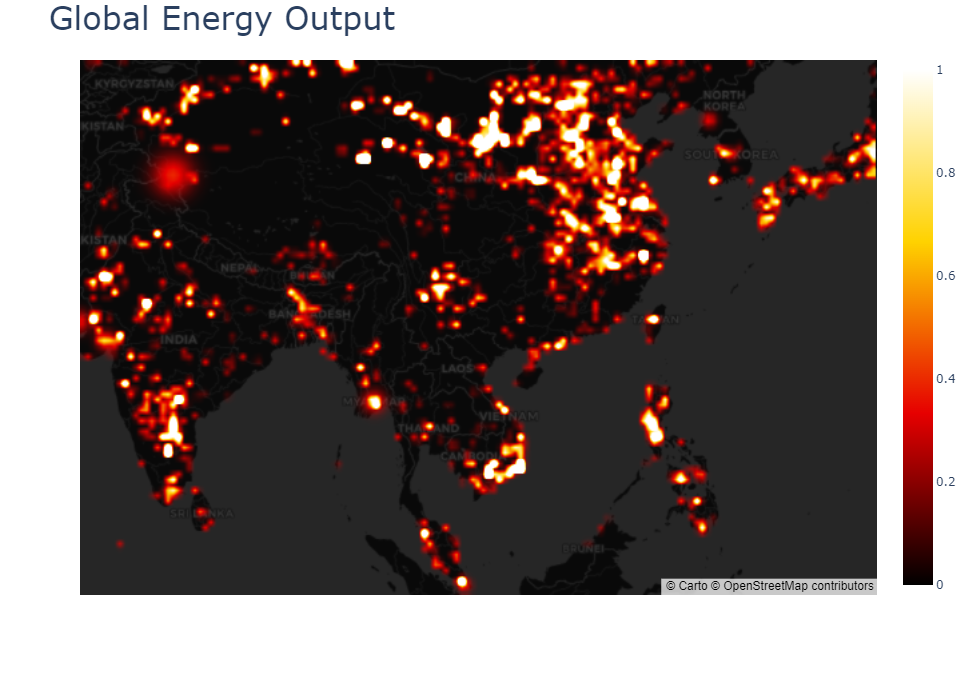 Global Energy Output
KYRGYZSTAN
NORTH
KOREA
KISTAN
SOUTH KOREA
CHINA
KISTAN
NEPAL
BHUTAN
BANGLADESH
TAIWAN
INDIA
LAOS
MYANMAR
VIETNAM
THAILAND
CAMBODIA
SRI LANKA
BRUNEI
1
0.8
0.6
0.4
0.2
0
© Carto © OpenStreetMap contributors